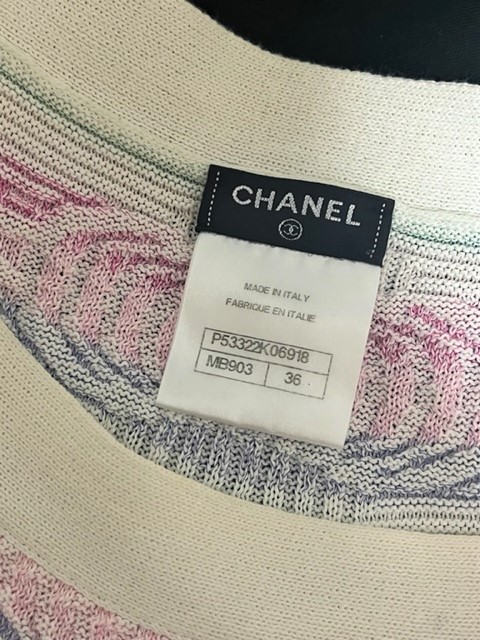 CHANEL
MADE IN ITALY
FABRIQUE EN ITALIE
P53322K06918
MB903 36